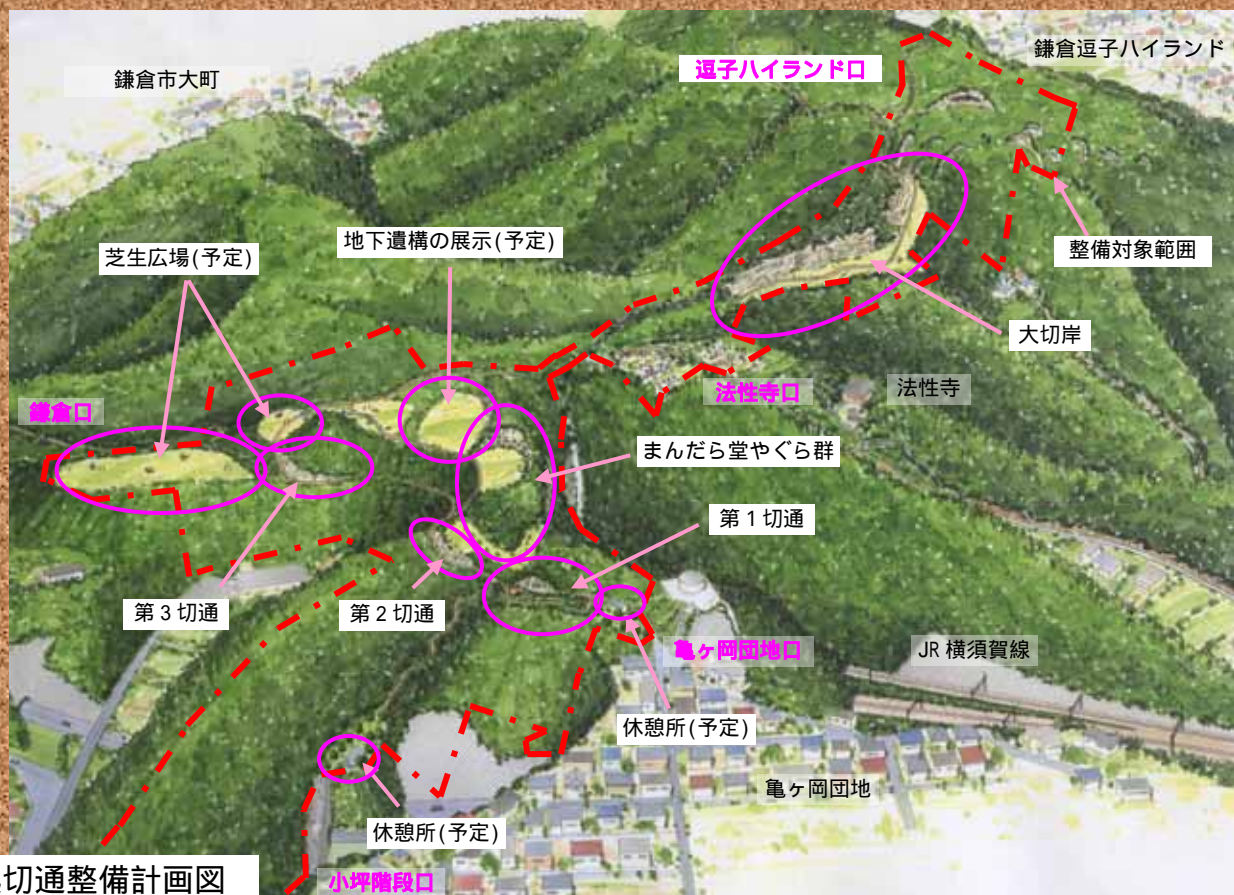 鎌倉逗子ハイランド
逗子ハイランド口
鎌倉市大町
地下遺構の展示(予定)
芝生広場(予定)
整備対象範囲
大切岸
法性寺口
法性寺
鎌倉口
まんだら堂やぐら群
第1切通
第3切通
第2切通
亀ヶ岡団地口
JR横須賀線
休憩所(予定)
亀ヶ岡団地
休憩所(予定)
切通整備計画図
小坪階段口